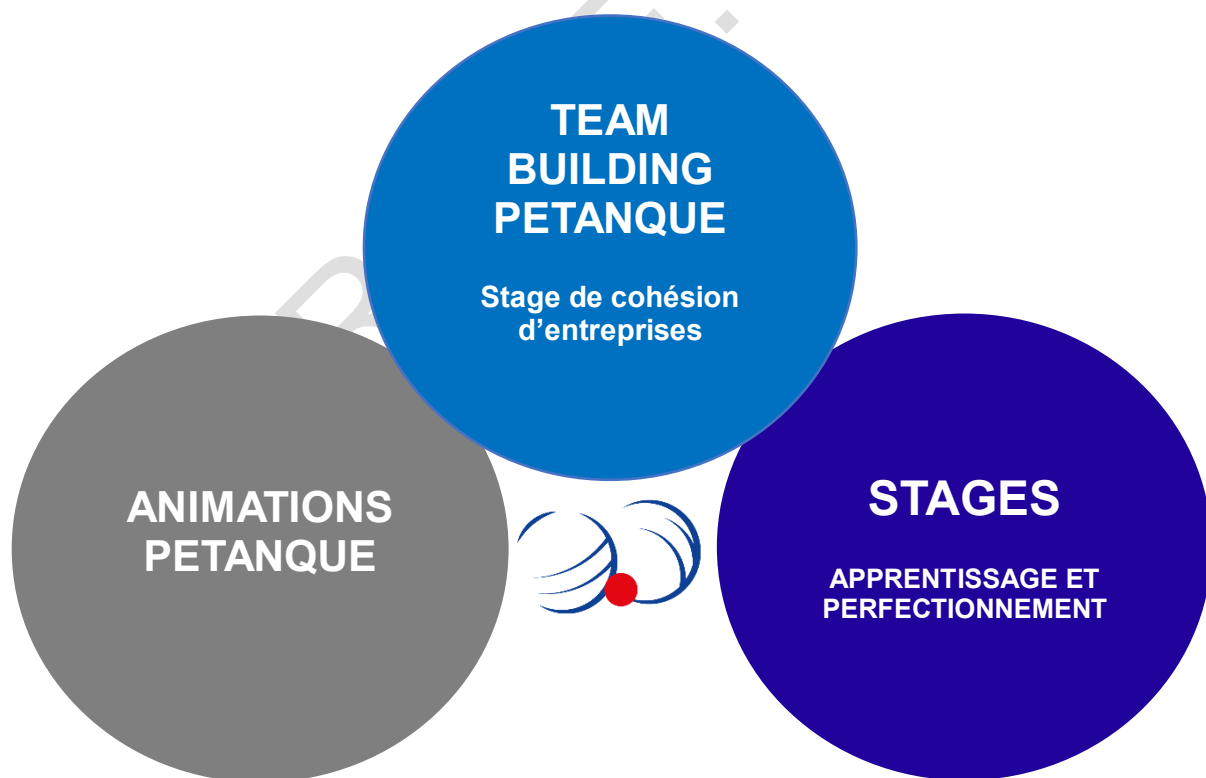 TEAM
BUILDING
PETANQUE
Stage de cohésion
d’entreprises
ANIMATIONS
PETANQUE
STAGES
APPRENTISSAGE ET
PERFECTIONNEMENT